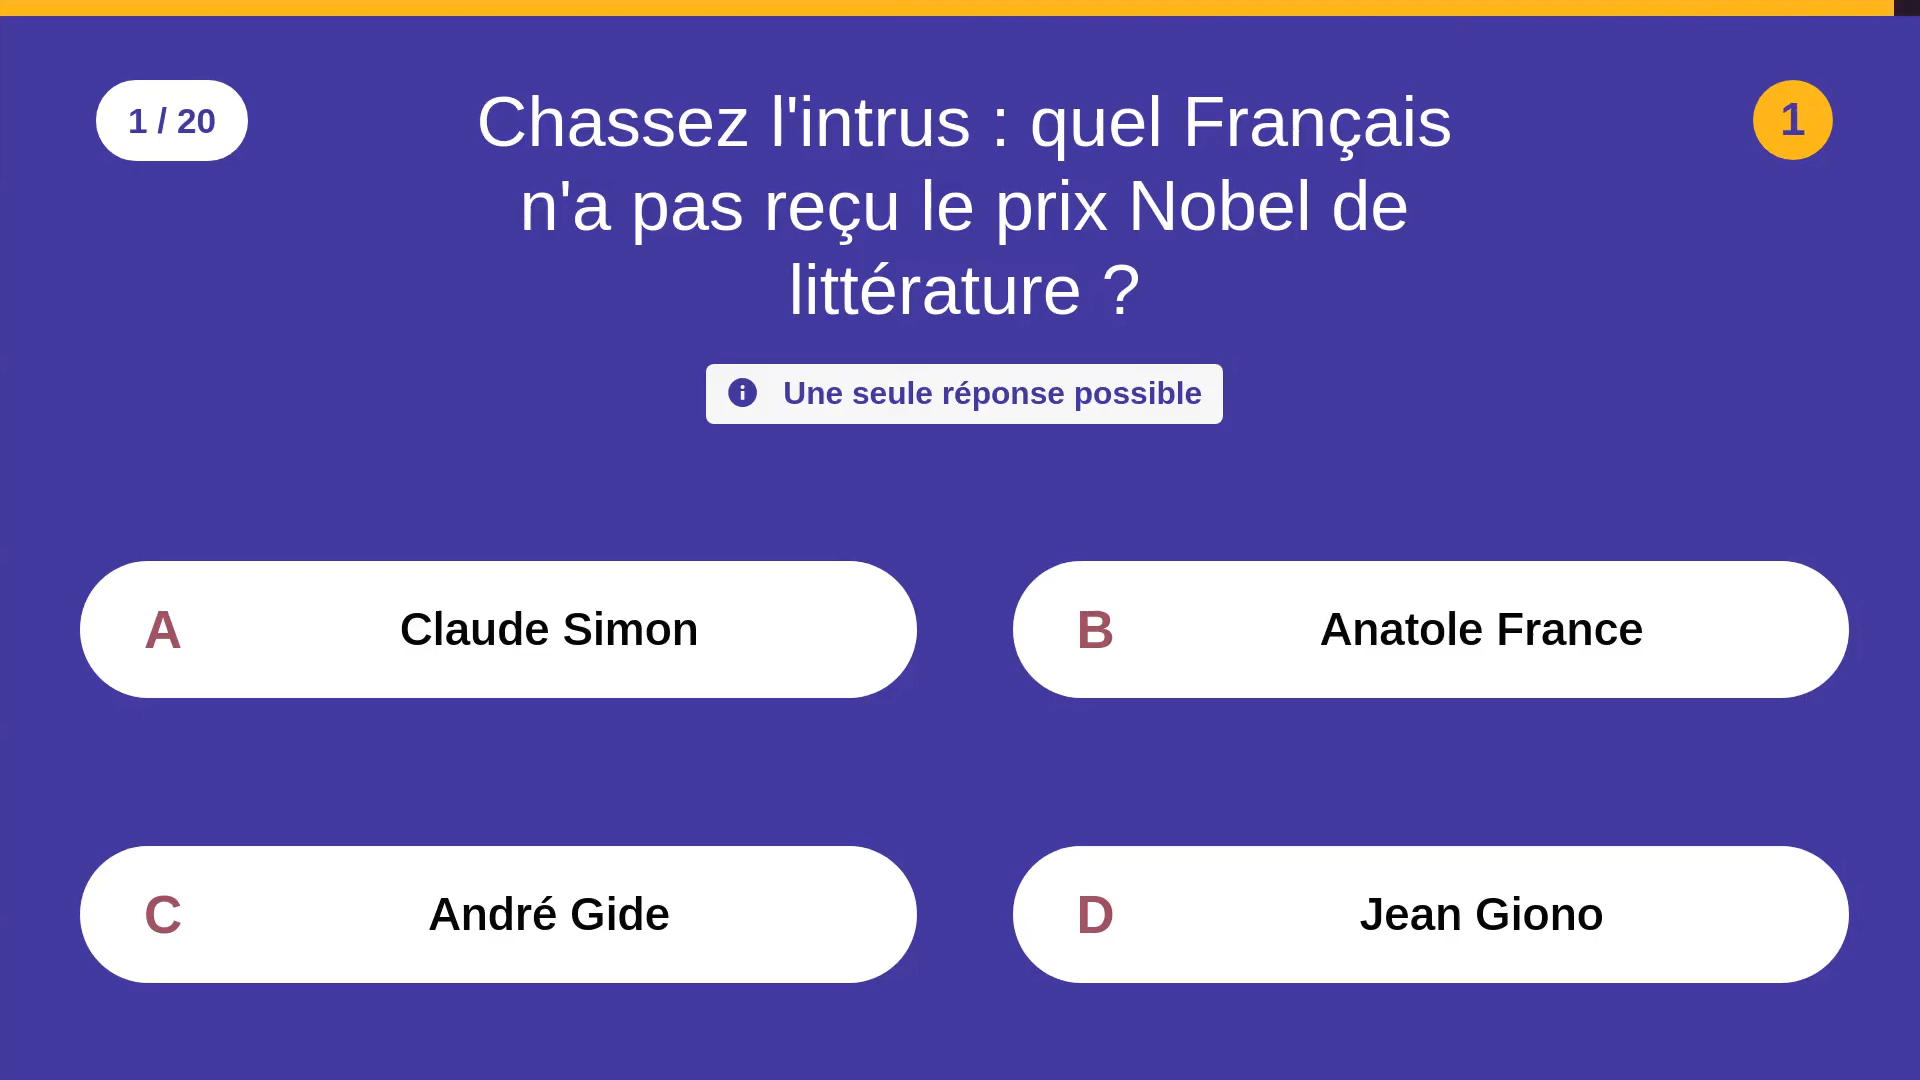 1 / 20
Chassez l'intrus : quel Français
n'a pas reçu le prix Nobel de
littérature ?
1
Une seule réponse possible
A Claude Simon
B Anatole France
C André Gide
D Jean Giono